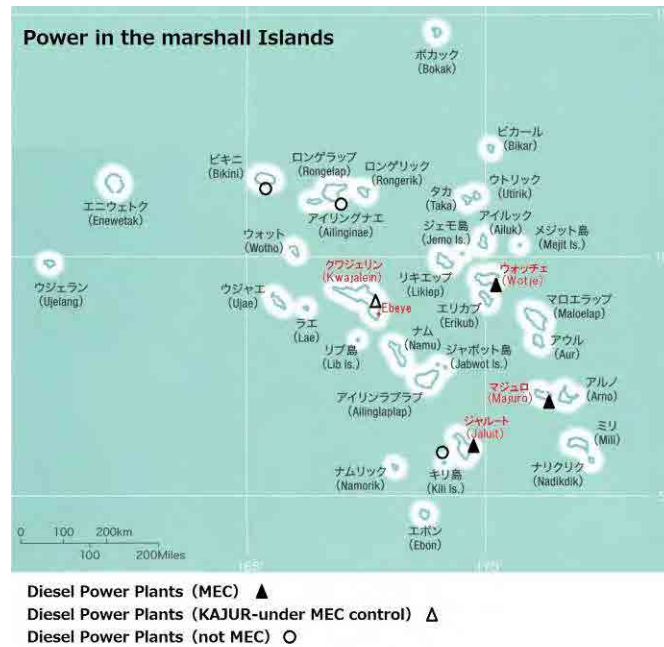 Power in the marshall Islands
ボカック
(Bokak)
ビカール
(Bikar)
ビキニ
(Bikini)
ロンゲラップ
(Rongelap)
ロンゲリック
(Rongerik)
ウトリック
(Utirik)
タカ
(Taka)
エニウェトク
(Enewetak)
アイリングナエ
(Ailinginae)
アイルック
(Ailuk)
ジェモ島
(Jemo Is.)
メジット島
(Mejit Is.)
ウォット
(Wotho)
ウジェラン
(Ujelang)
クワジェリン
(Kwajalein)
リキエップ
(Likiep)
ウォッチェ
(Wotje)
ウジャエ
(Ujae)
Ebeye
エリカブ
(Erikub)
マロエラップ
(Maloelap)
ラエ
(Lae)
ナム
(Namu)
アウル
(Aur)
リブ島
(Lib Is.)
ジャボット島
(Jabwot Is.)
アイリンラプラプ
(Ailinglaplap)
マジュロ
(Majuro)
アルノ
(Arno)
ジャルート
(Jaluit)
ミリ
(Mili)
ナムリック
(Namorik)
キリ島
(Kili Is.)
ナリクリク
(Nadikdik)
エボン
(Ebon)
0 100 200km
100 200Miles
165°
Diesel Power Plants (MEC) ▲
Diesel Power Plants (KAJUR-under MEC control) △
Diesel Power Plants (not MEC) ○